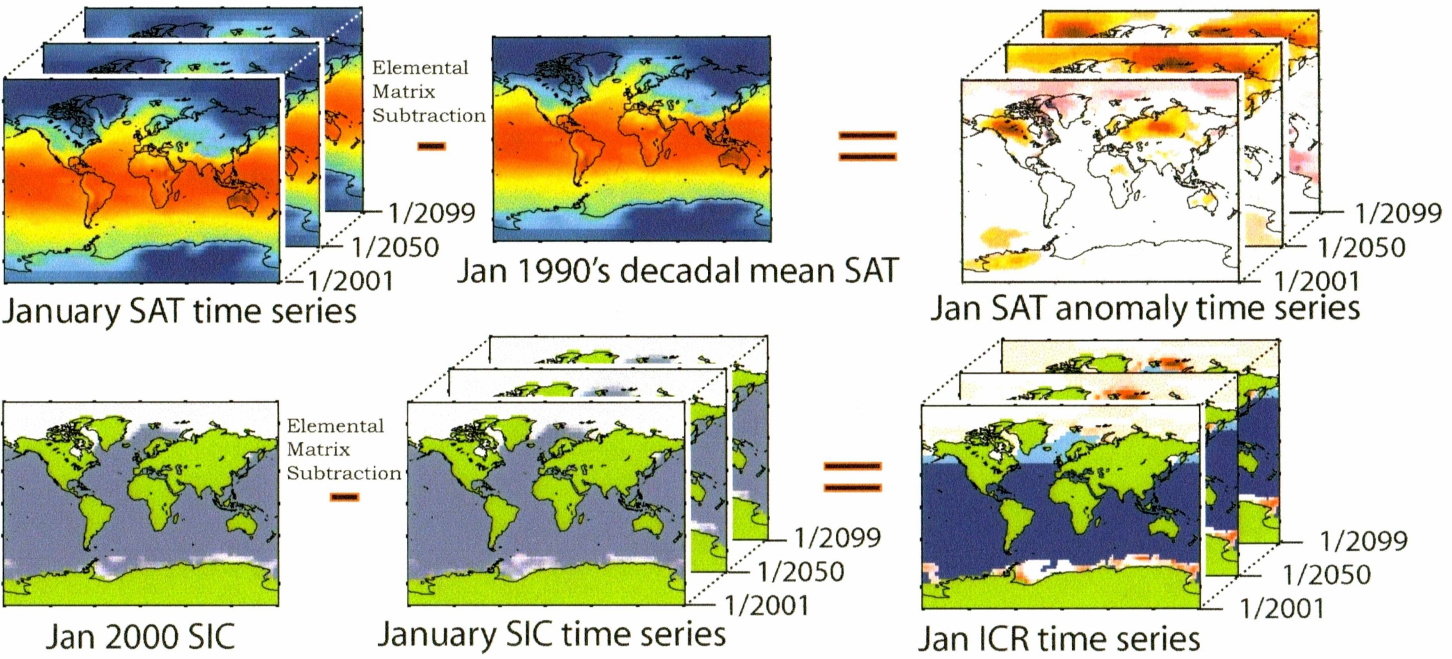 Elemental
Matrix
Subtraction
1/2099
1/2050
1/2001
January SAT time series
Jan 1990's decadal mean SAT
1/2099
1/2050
1/2001
Jan SAT anomaly time series
Elemental
Matrix
Subtraction
Jan 2000 SIC
1/2099
1/2050
1/2001
January SIC time series
1/2099
1/2050
1/2001
Jan ICR time series